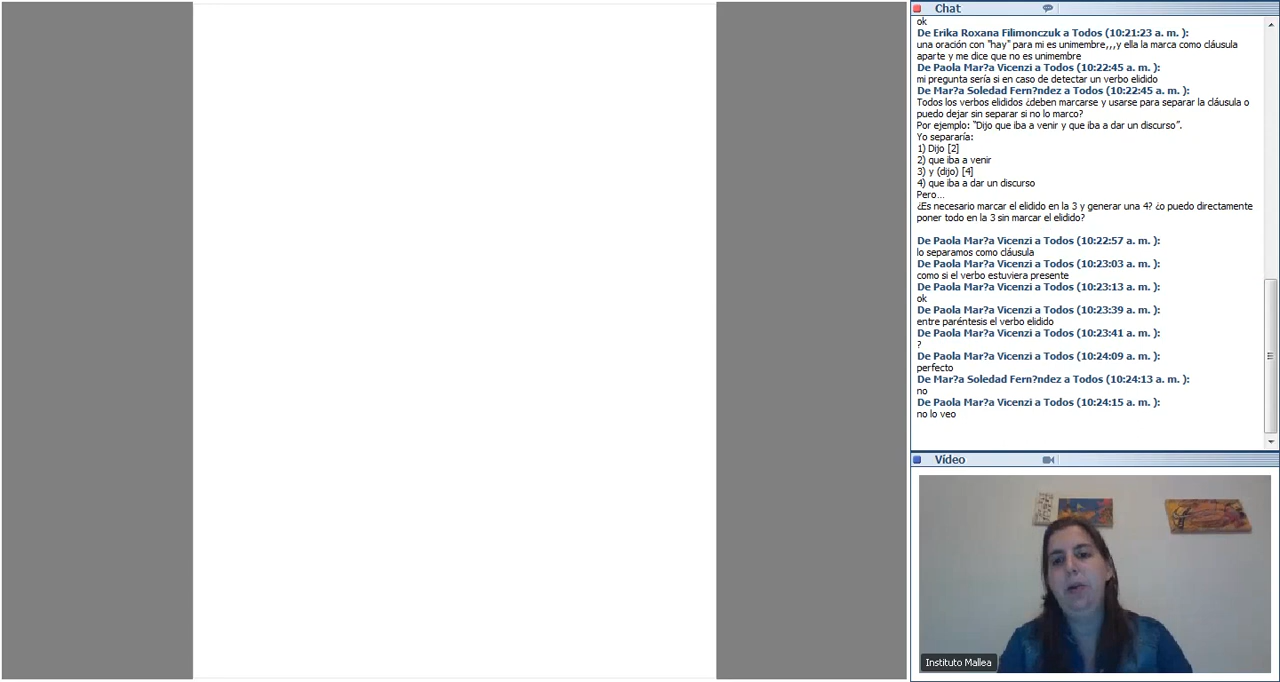 Chat
ok
De Erika Roxana Filimonczuk a Todos (10:21:23 a. m. ):
una oración con "hay" para mi es unimembre,,,y ella la marca como cláusula
aparte y me dice que no es unimembre
De Paola Mar?a Vicenzi a Todos (10:22:45 a. m. ):
mi pregunta sería si en caso de detectar un verbo elidido
De Mar?a Soledad Fern?ndez a Todos (10:22:45 a. m. ):
Todos los verbos elididos ¿deben marcarse y usarse para separar la cláusula o
puedo dejar sin separar si no lo marco?
Por ejemplo: "Dijo que iba a venir y que iba a dar un discurso".
Yo separaría:
1) Dijo [2]
2) que iba a venir
3) y (dijo) [4]
4) que iba a dar un discurso
Pero...
¿Es necesario marcar el elidido en la 3 y generar una 4? ¿o puedo directamente
poner todo en la 3 sin marcar el elidido?
De Paola Mar?a Vicenzi a Todos (10:22:57 a. m. ):
lo separamos como cláusula
De Paola Mar?a Vicenzi a Todos (10:23:03 a. m. ):
como si el verbo estuviera presente
De Paola Mar?a Vicenzi a Todos (10:23:13 a. m. ):
ok
De Paola Mar?a Vicenzi a Todos (10:23:39 a. m. ):
entre paréntesis el verbo elidido
De Paola Mar?a Vicenzi a Todos (10:23:41 a. m. ):
?
De Paola Mar?a Vicenzi a Todos (10:24:09 a. m. ):
perfecto
De Mar?a Soledad Fern?ndez a Todos (10:24:13 a. m. ):
no
De Paola Mar?a Vicenzi a Todos (10:24:15 a. m. ):
no lo veo
Vídeo
Instituto Mallea